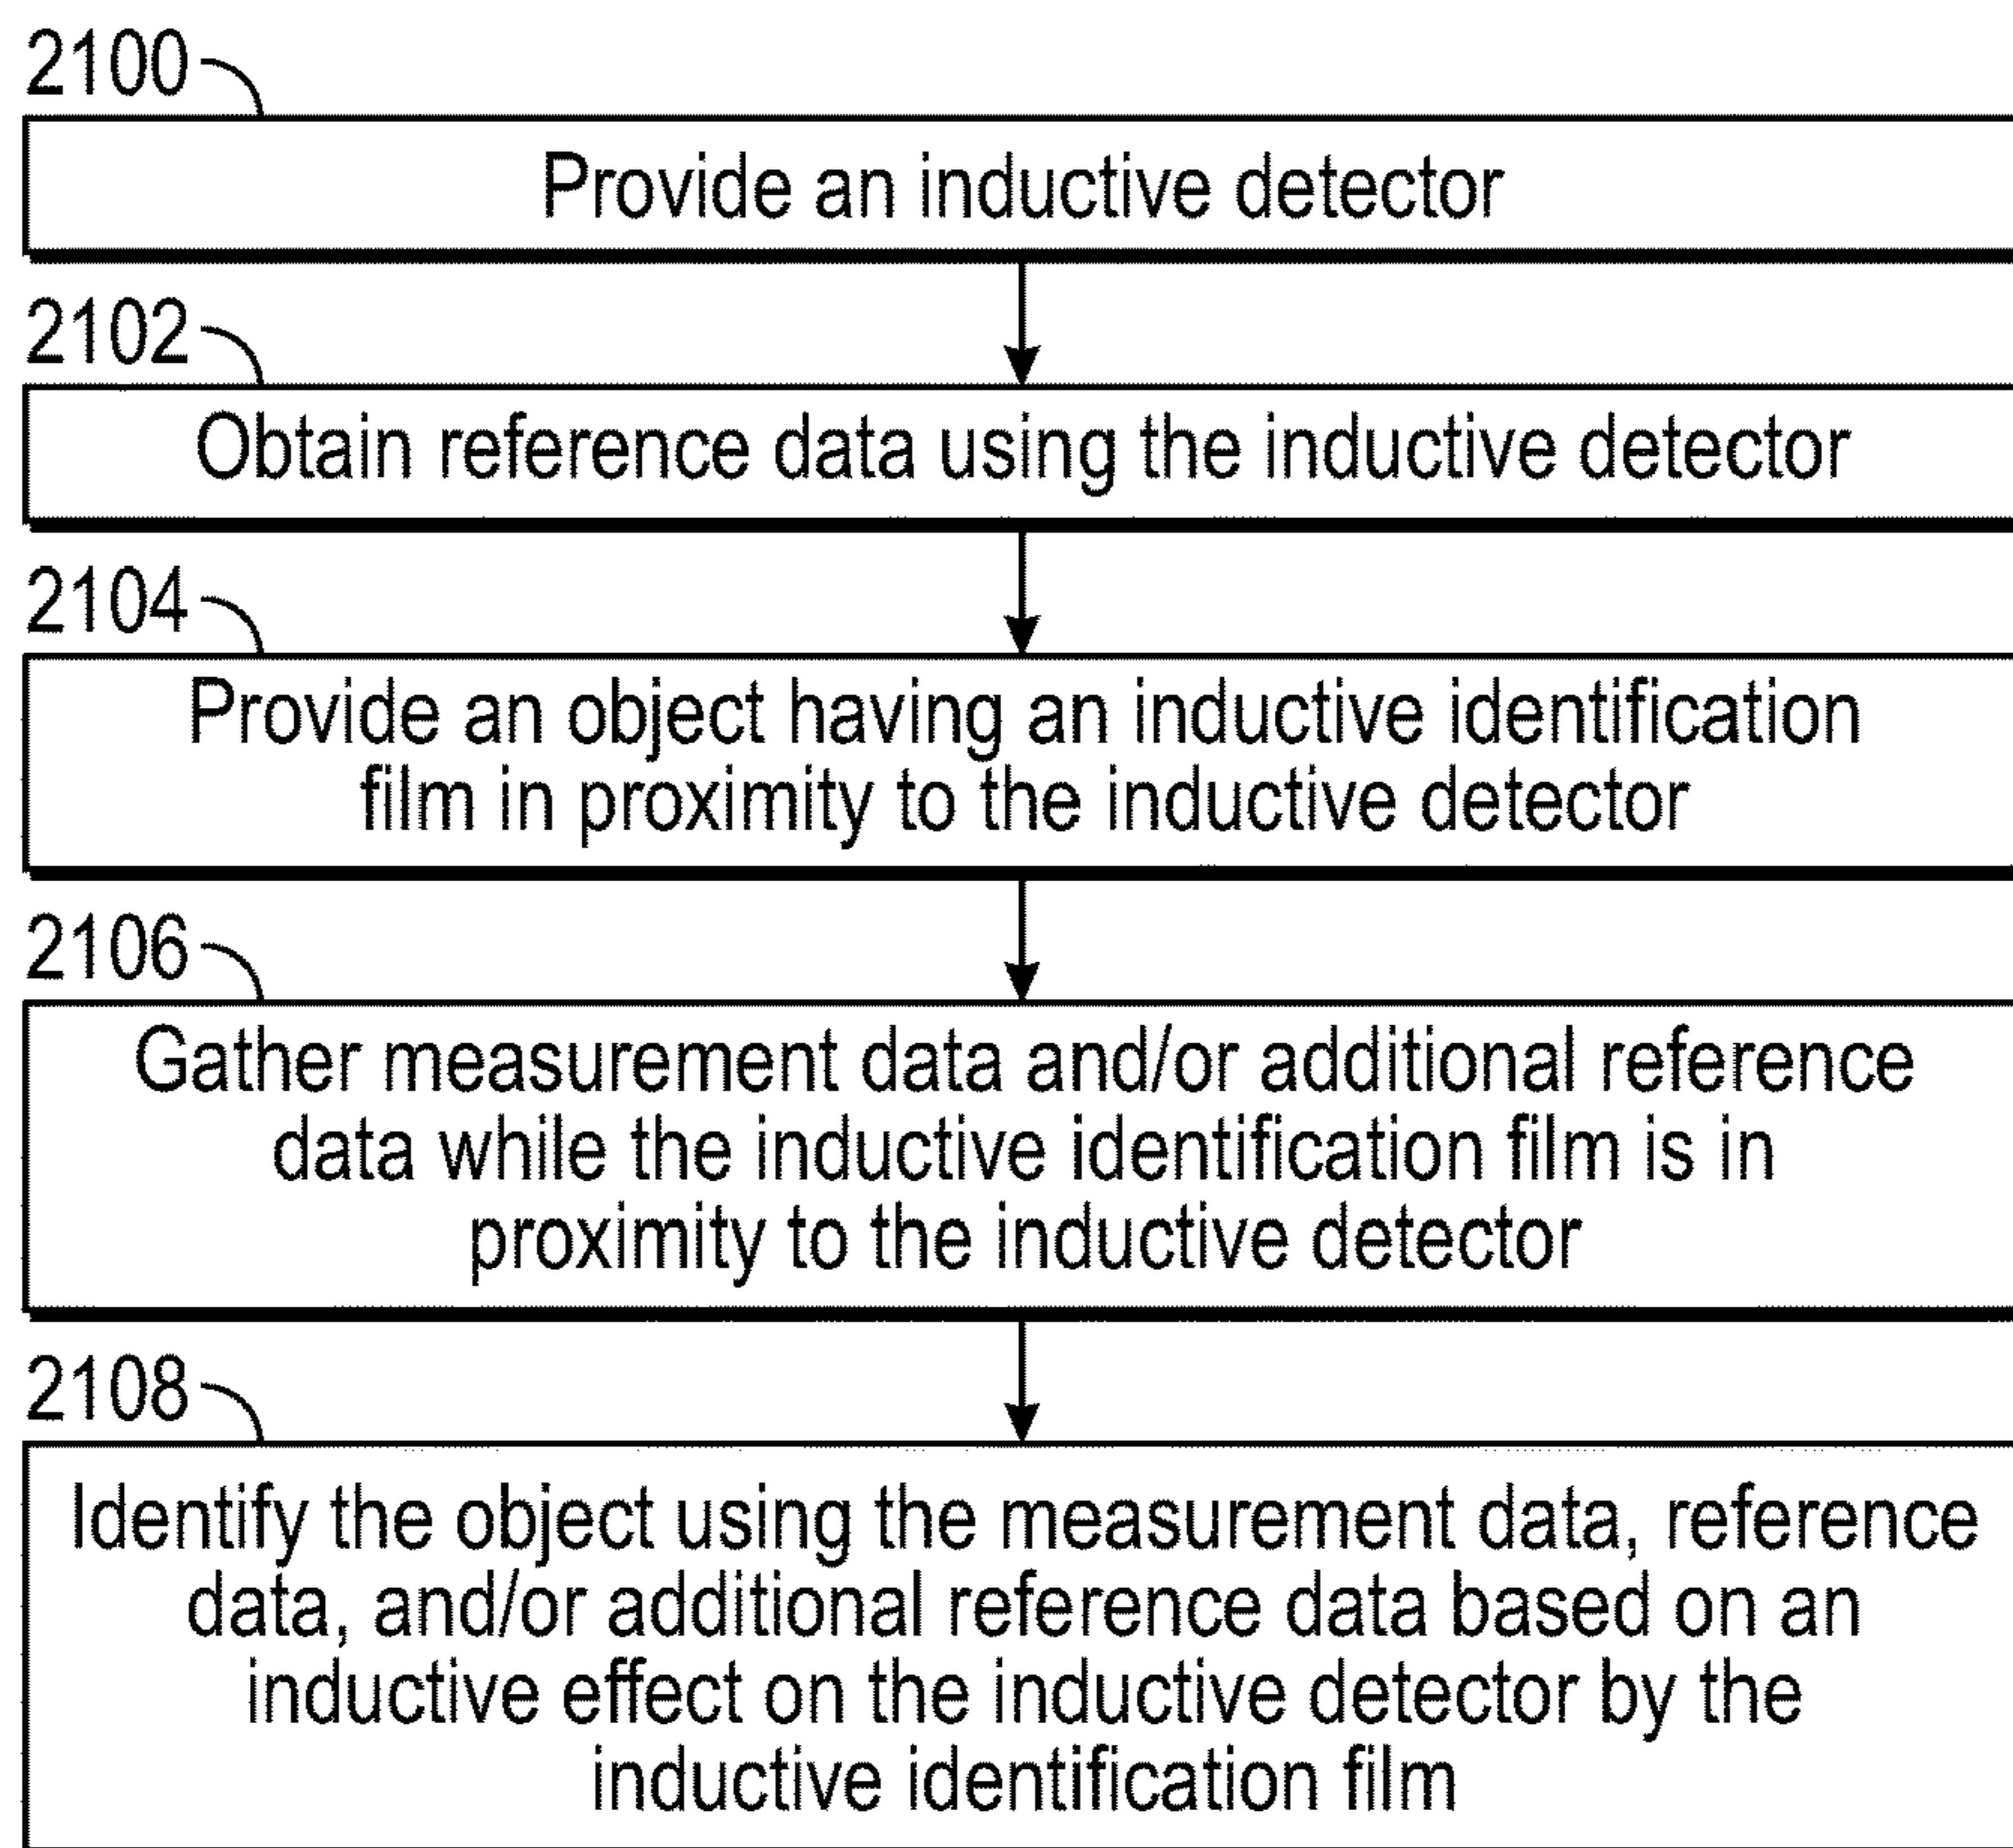 2100
Provide an inductive detector
2102
Obtain reference data using the inductive detector
2104
Provide an object having an inductive identification
film in proximity to the inductive detector
2106
Gather measurement data and/or additional reference
data while the inductive identification film is in
proximity to the inductive detector
2108
Identify the object using the measurement data, reference
data, and/or additional reference data based on an
inductive effect on the inductive detector by the
inductive identification film